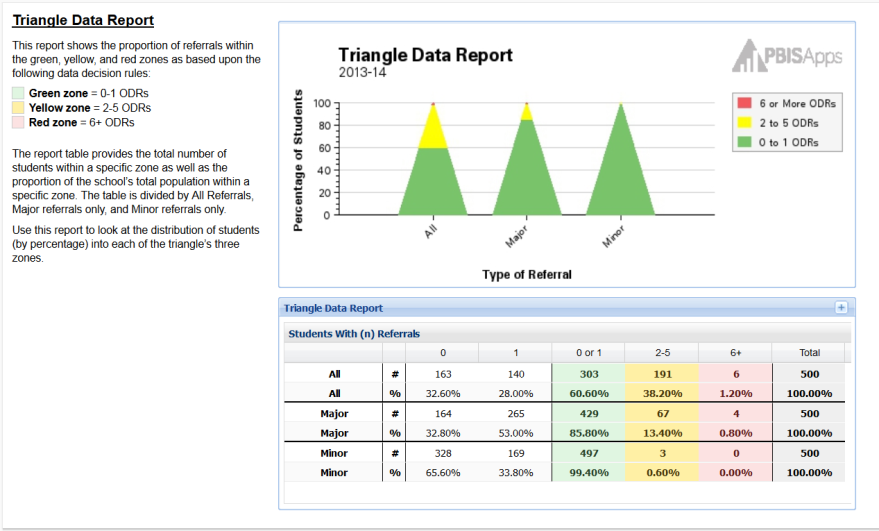 Triangle Data Report
This report shows the proportion of referrals within
the green, yellow, and red zones as based upon the
following data decision rules:
Green zone = 0-1 ODRs
Yellow zone = 2-5 ODRs
Red zone = 6+ ODRs
The report table provides the total number of
students within a specific zone as well as the
proportion of the school's total population within a
specific zone. The table is divided by All Referrals,
Major referrals only, and Minor referrals only.
Use this report to look at the distribution of students
(by percentage) into each of the triangle's three
zones.
Triangle Data Report
2013-14
PBISApps
6 or More ODRs
2 to 5 ODRs
0 to 1 ODRs
Percentage of Students
100
80
60
40
20
0
All
Major
Minor
Type of Referral
Triangle Data Report
Students With (n) Referrals
0 1 0 or 1 2-5 6+ Total
All # 163 140 303 191 6 500
All % 32.60% 28.00% 60.60% 38.20% 1.20% 100.00%
Major # 164 265 429 67 4 500
Major % 32.80% 53.00% 85.80% 13.40% 0.80% 100.00%
Minor # 328 169 497 3 0 500
Minor % 65.60% 33.80% 99.40% 0.60% 0.00% 100.00%